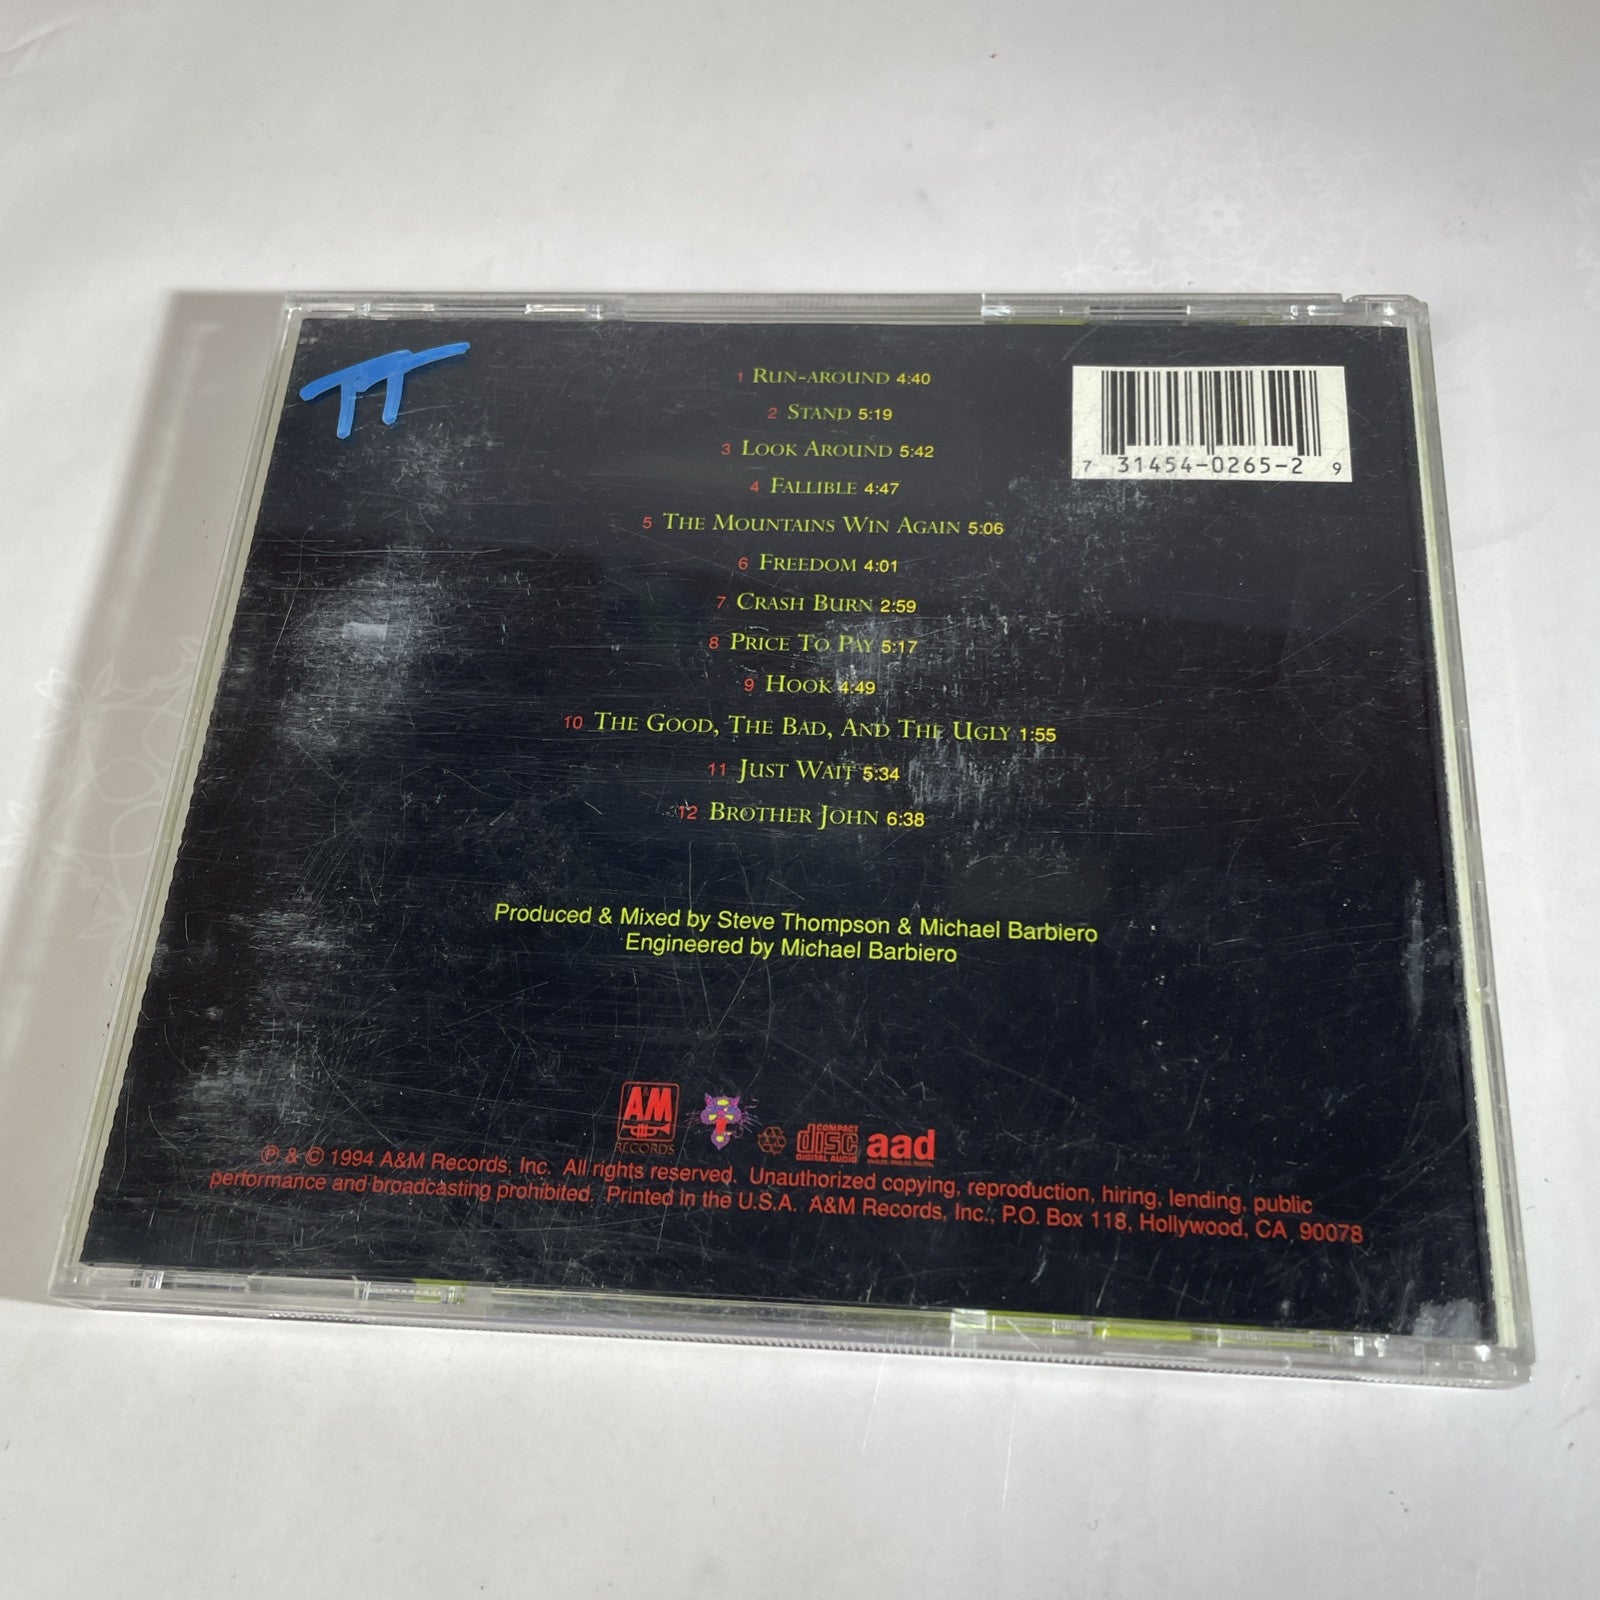 TT
1 RUN-AROUND 4:40
2 STAND 5:19
3 LOOK AROUND 5:42
4 FALLIBLE 4:47
5 THE MOUNTAINS WIN AGAIN 5:06
6 FREEDOM 4:01
7 CRASH BURN 2:59
8 PRICE TO PAY 5:17
9 HOOK 4:49
10 THE GOOD, THE BAD, AND THE UGLY 1:55
11 JUST WAIT 5:34
12 BROTHER JOHN 6:38
7 31454-0265-2 9
Produced & Mixed by Steve Thompson & Michael Barbiero
Engineered by Michael Barbiero
A&M
RECORDS
COMPACT
disc
DIGITAL AUDIO
aad
ANALOG ANALOG DIGITAL
℗ & © 1994 A&M Records, Inc. All rights reserved. Unauthorized copying, reproduction, hiring, lending, public
performance and broadcasting prohibited. Printed in the U.S.A. A&M Records, Inc., P.O. Box 118, Hollywood, CA 90078